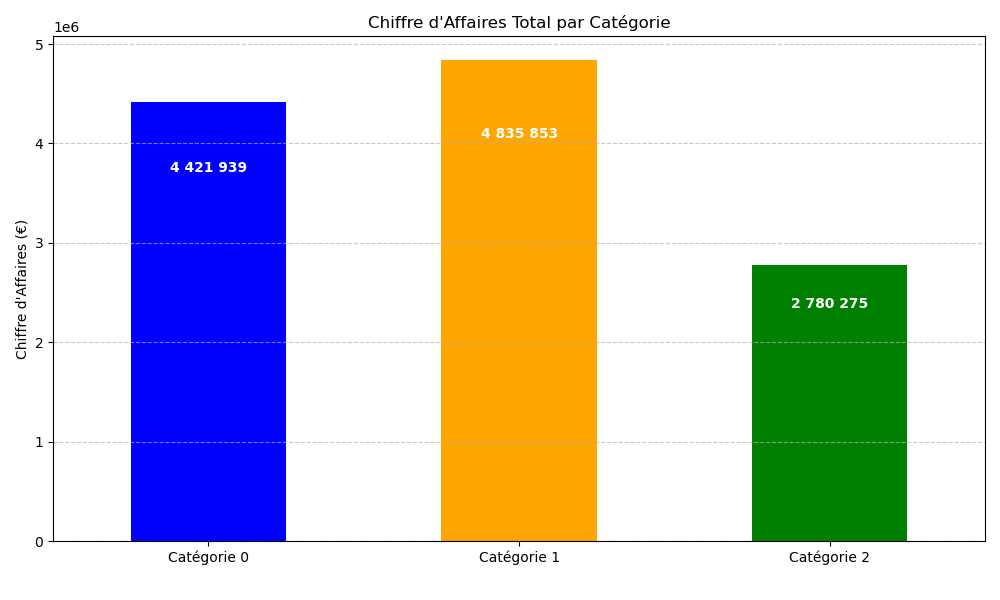 Chiffre d'Affaires Total par Catégorie
1e6
Chiffre d'Affaires (€)
5
4
3
2
1
0
4 421 939
4 835 853
2 780 275
Catégorie 0
Catégorie 1
Catégorie 2